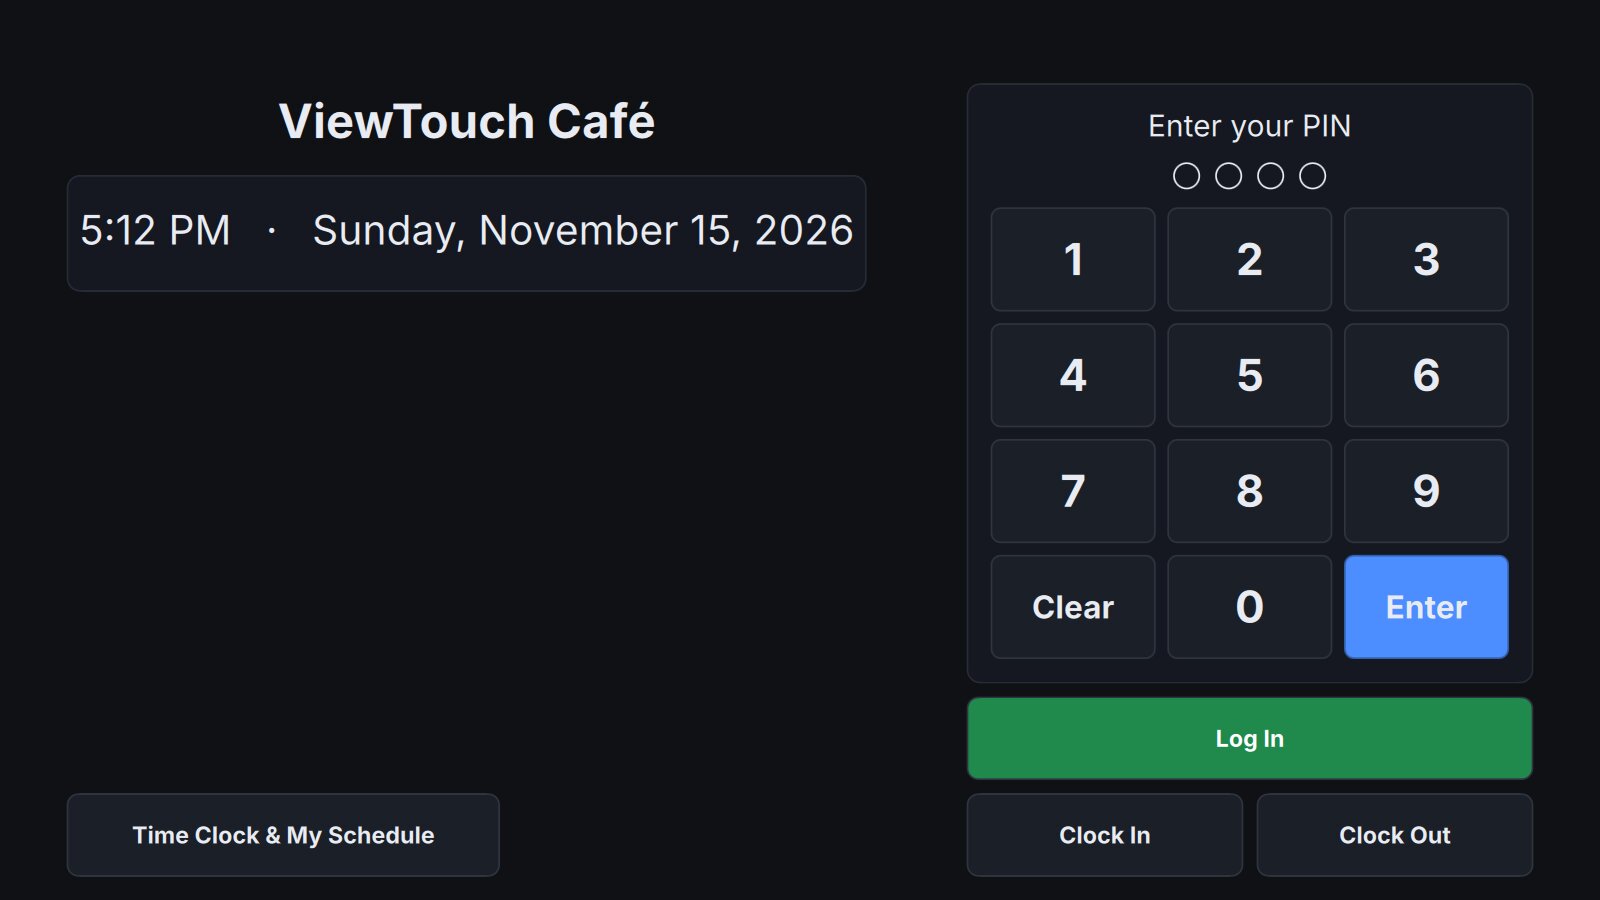 ViewTouch Café
5:12 PM · Sunday, November 15, 2026
Enter your PIN
1 2 3
4 5 6
7 8 9
Clear 0 Enter
Log In
Time Clock & My Schedule
Clock In
Clock Out